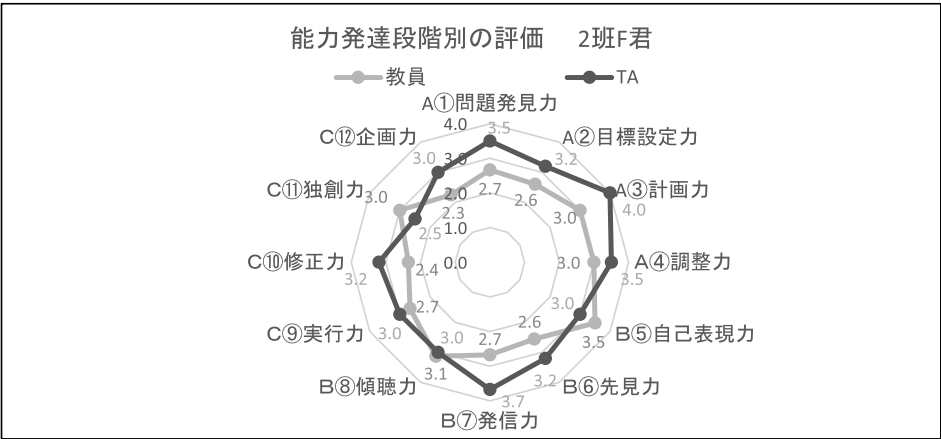 能力発達段階別の評価 2班F君
教員 TA
A①問題発見力
A②目標設定力
A③計画力
A④調整力
B⑤自己表現力
B⑥先見力
B⑦発信力
B⑧傾聴力
C⑨実行力
C⑩修正力
C⑪独創力
C⑫企画力
4.0
3.0
2.0
1.0
0.0
3.5
3.2
4.0
3.5
3.0
3.2
3.7
3.0
3.0
3.2
2.5
3.0
2.7
2.6
3.0
3.0
3.5
2.6
2.7
3.1
2.7
2.4
3.0
2.3